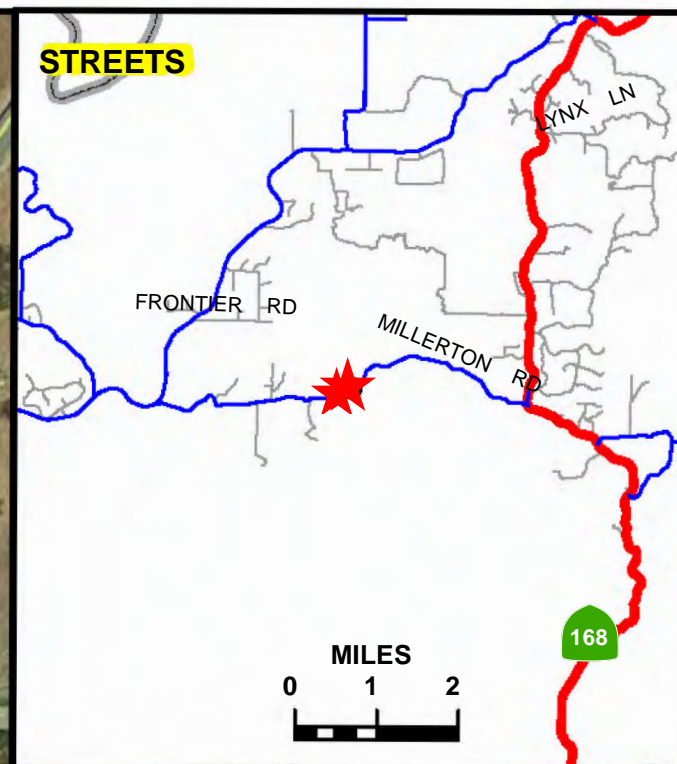 STREETS
LYNX LN
FRONTIER RD
MILLERTON RD
168
MILES
0 1 2